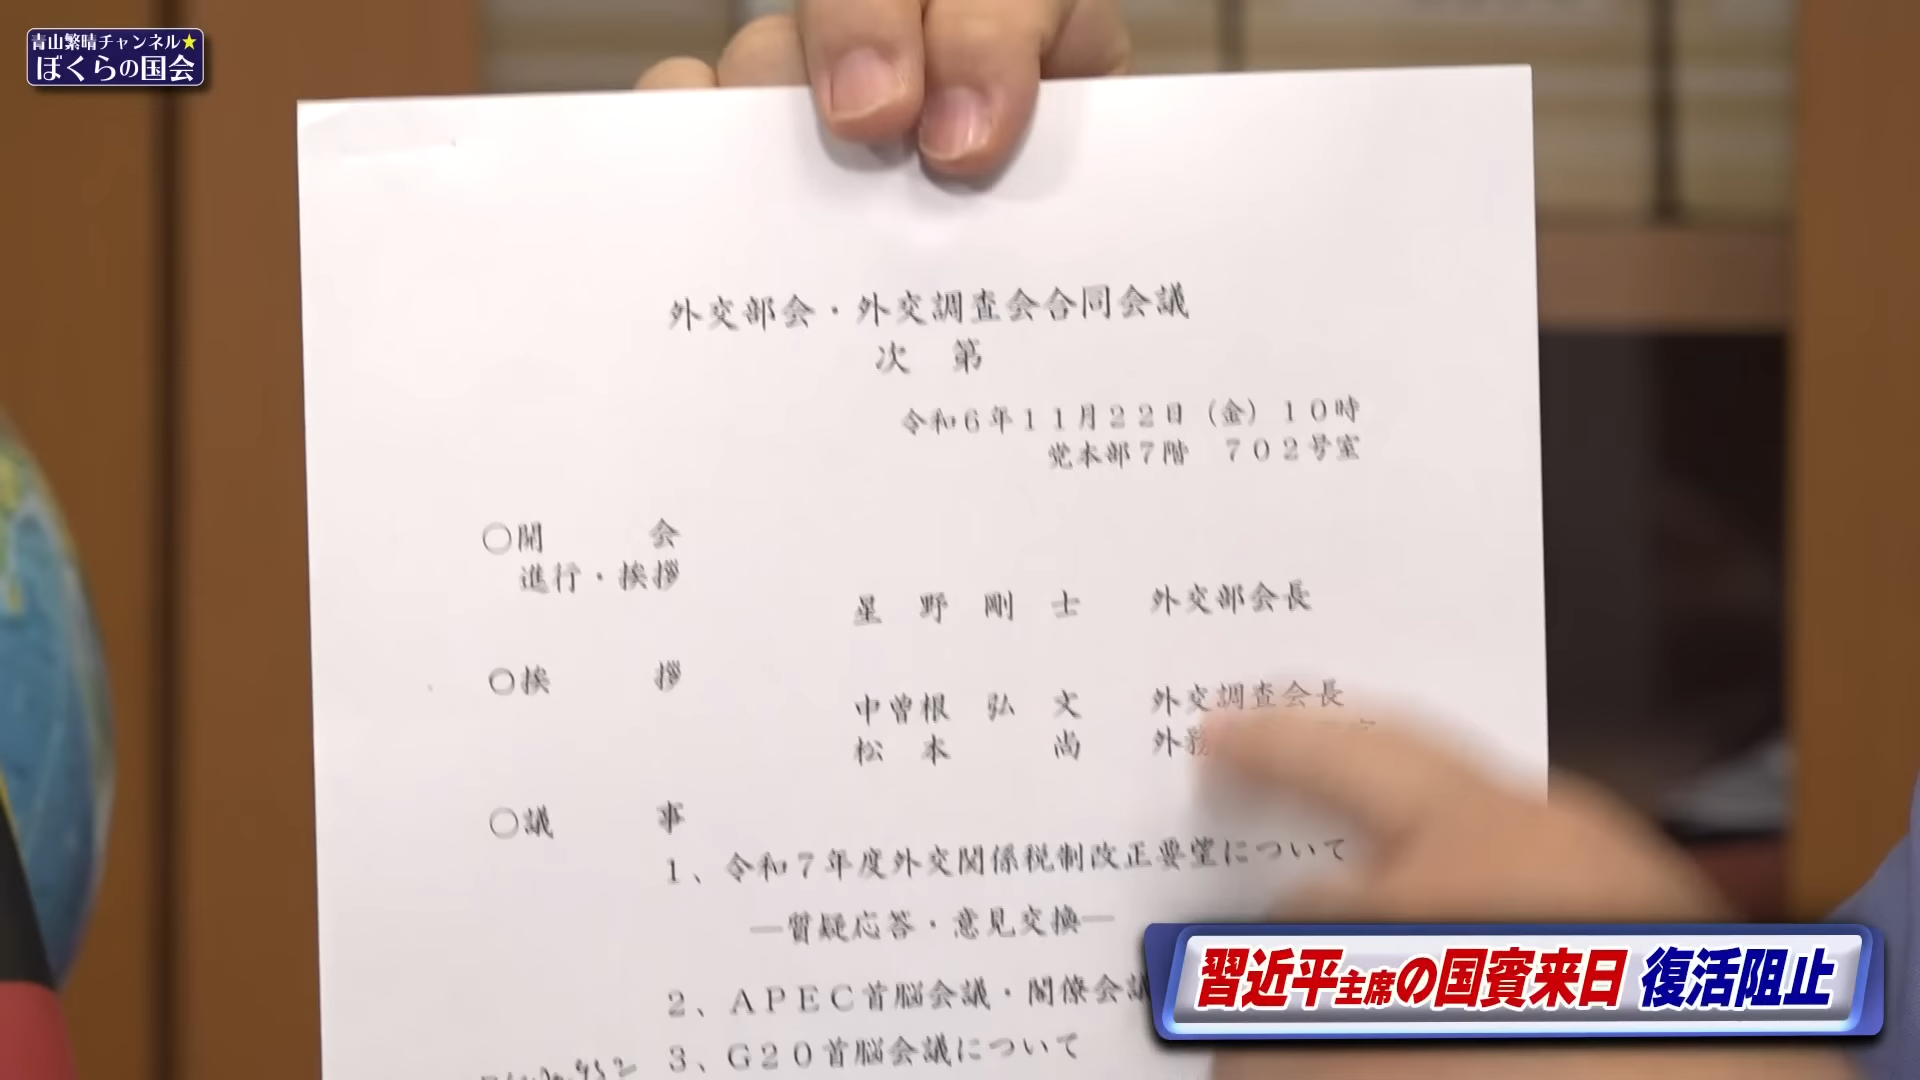 青山繁晴チャンネル★
ぼくらの国会
外交部会・外交調査会合同会議
次 第
令和6年11月22日(金)10時
党本部7階 702号室
○開 会
進行・挨拶
星 野 剛 士 外交部会長
○挨 拶
中曽根 弘 文 外交調査会長
松 本 尚 外務
○議 事
1、令和7年度外交関係税制改正要望について
―質疑応答・意見交換―
2、APEC首脳会議・閣僚会議
3、G20首脳会議について
習近平主席の国賓来日 復活阻止